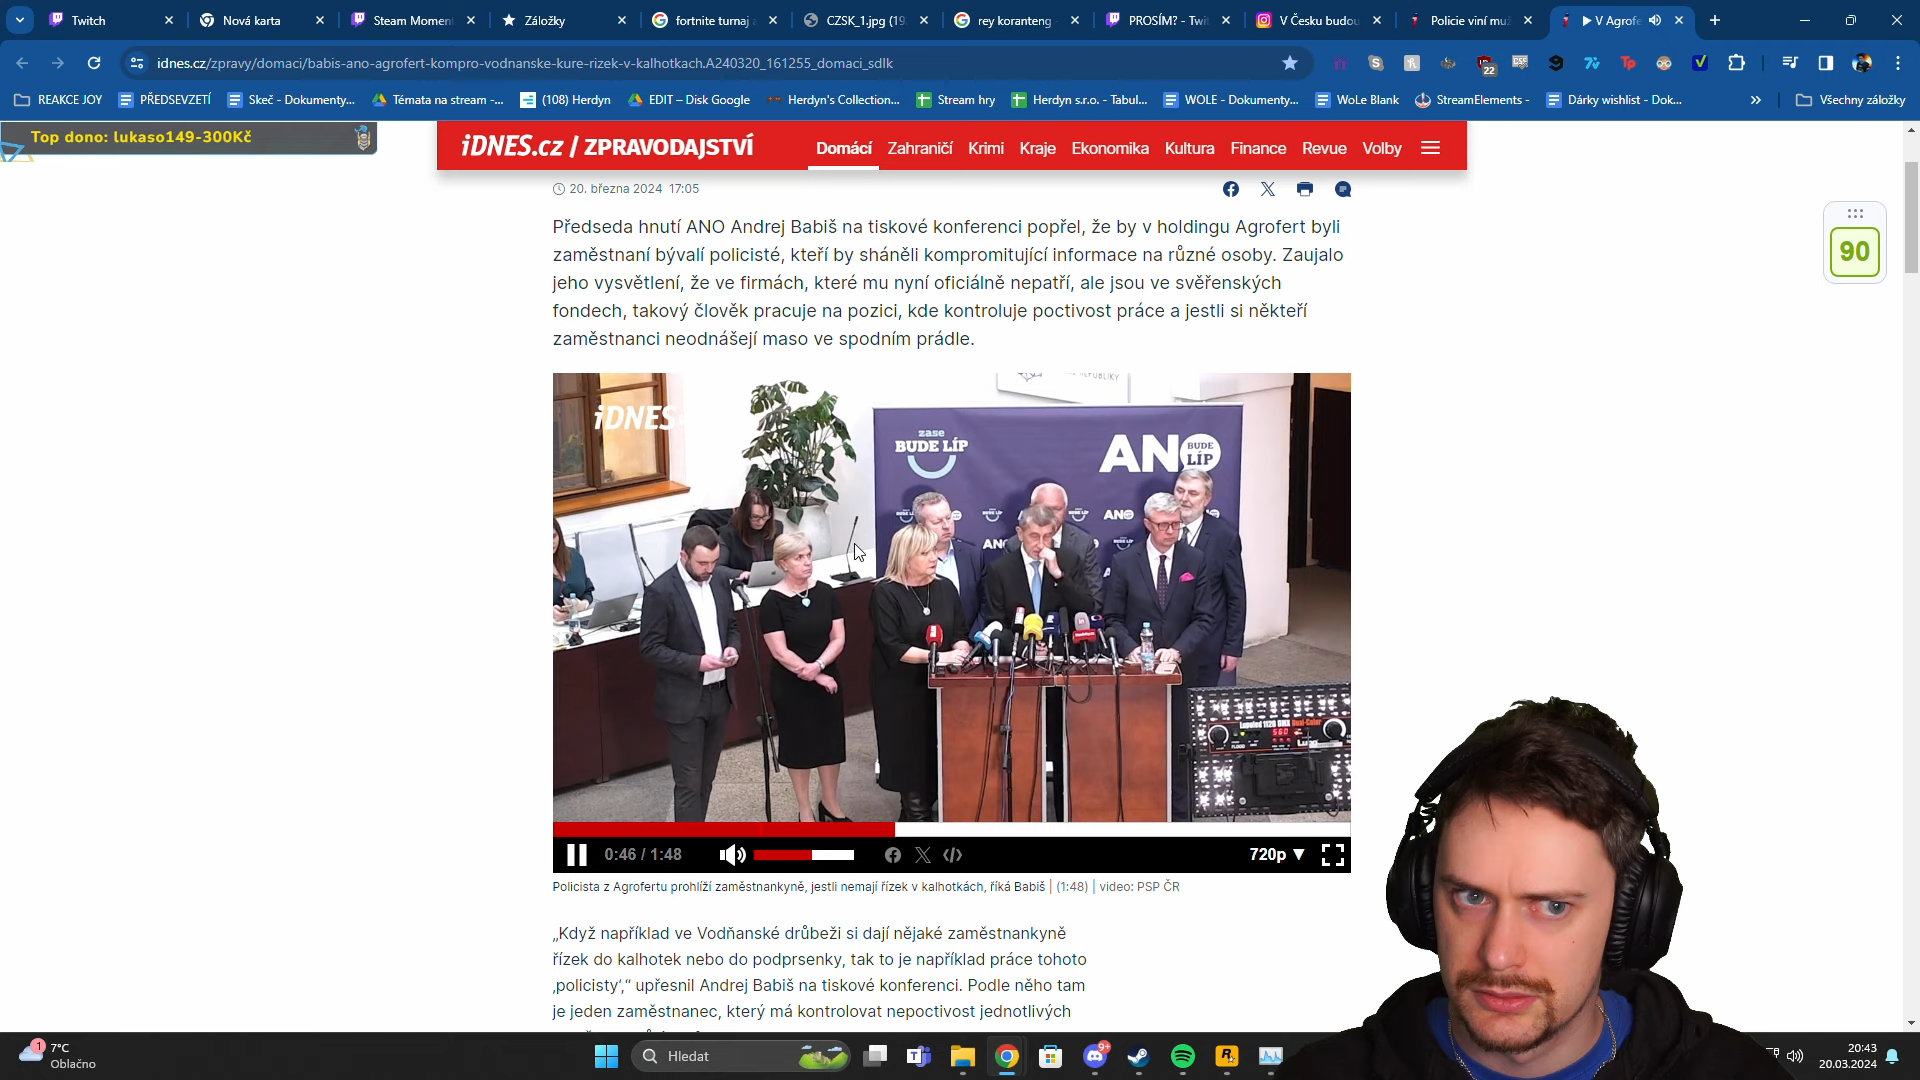 Twitch
Nová karta
Steam Moment
Záložky
fortnite turnaj
CZSK_1.jpg (19
rey koranteng
PROSÍM? - Twi
V Česku budou
Policie viní mu
V Agrofe
idnes.cz/zpravy/domaci/babis-ano-agrofert-kompro-vodnanske-kure-rizek-v-kalhotkach.A240320_161255_domaci_sdlk
22
REAKCE JOY
PŘEDSEVZETÍ
Skeč - Dokumenty...
Témata na stream -...
(108) Herdyn
EDIT – Disk Google
Herdyn's Collection...
Stream hry
Herdyn s.r.o. - Tabul...
WOLE - Dokumenty...
WoLe Blank
StreamElements -
Dárky wishlist - Dok...
Všechny záložky
Top dono: lukaso149-300Kč
iDNES.cz / ZPRAVODAJSTVÍ
Domácí Zahraničí Krimi Kraje Ekonomika Kultura Finance Revue Volby
20. března 2024 17:05
90
Předseda hnutí ANO Andrej Babiš na tiskové konferenci popřel, že by v holdingu Agrofert byli
zaměstnaní bývalí policisté, kteří by sháněli kompromitující informace na různé osoby. Zaujalo
jeho vysvětlení, že ve firmách, které mu nyní oficiálně nepatří, ale jsou ve svěřenských
fondech, takový člověk pracuje na pozici, kde kontroluje poctivost práce a jestli si někteří
zaměstnanci neodnášejí maso ve spodním prádle.
iDNES
zase
BUDE LÍP
ANO
BUDE
LÍP
ANO
0:46 / 1:48
720p
Policista z Agrofertu prohlíží zaměstnankyně, jestli nemají řízek v kalhotkách, říká Babiš | (1:48) | video: PSP ČR
„Když například ve Vodňanské drůbeži si dají nějaké zaměstnankyně
řízek do kalhotek nebo do podprsenky, tak to je například práce tohoto
‚policisty‘,“ upřesnil Andrej Babiš na tiskové konferenci. Podle něho tam
je jeden zaměstnanec, který má kontrolovat nepoctivost jednotlivých
1
7°C
Oblačno
Hledat
9+
20:43
20.03.2024